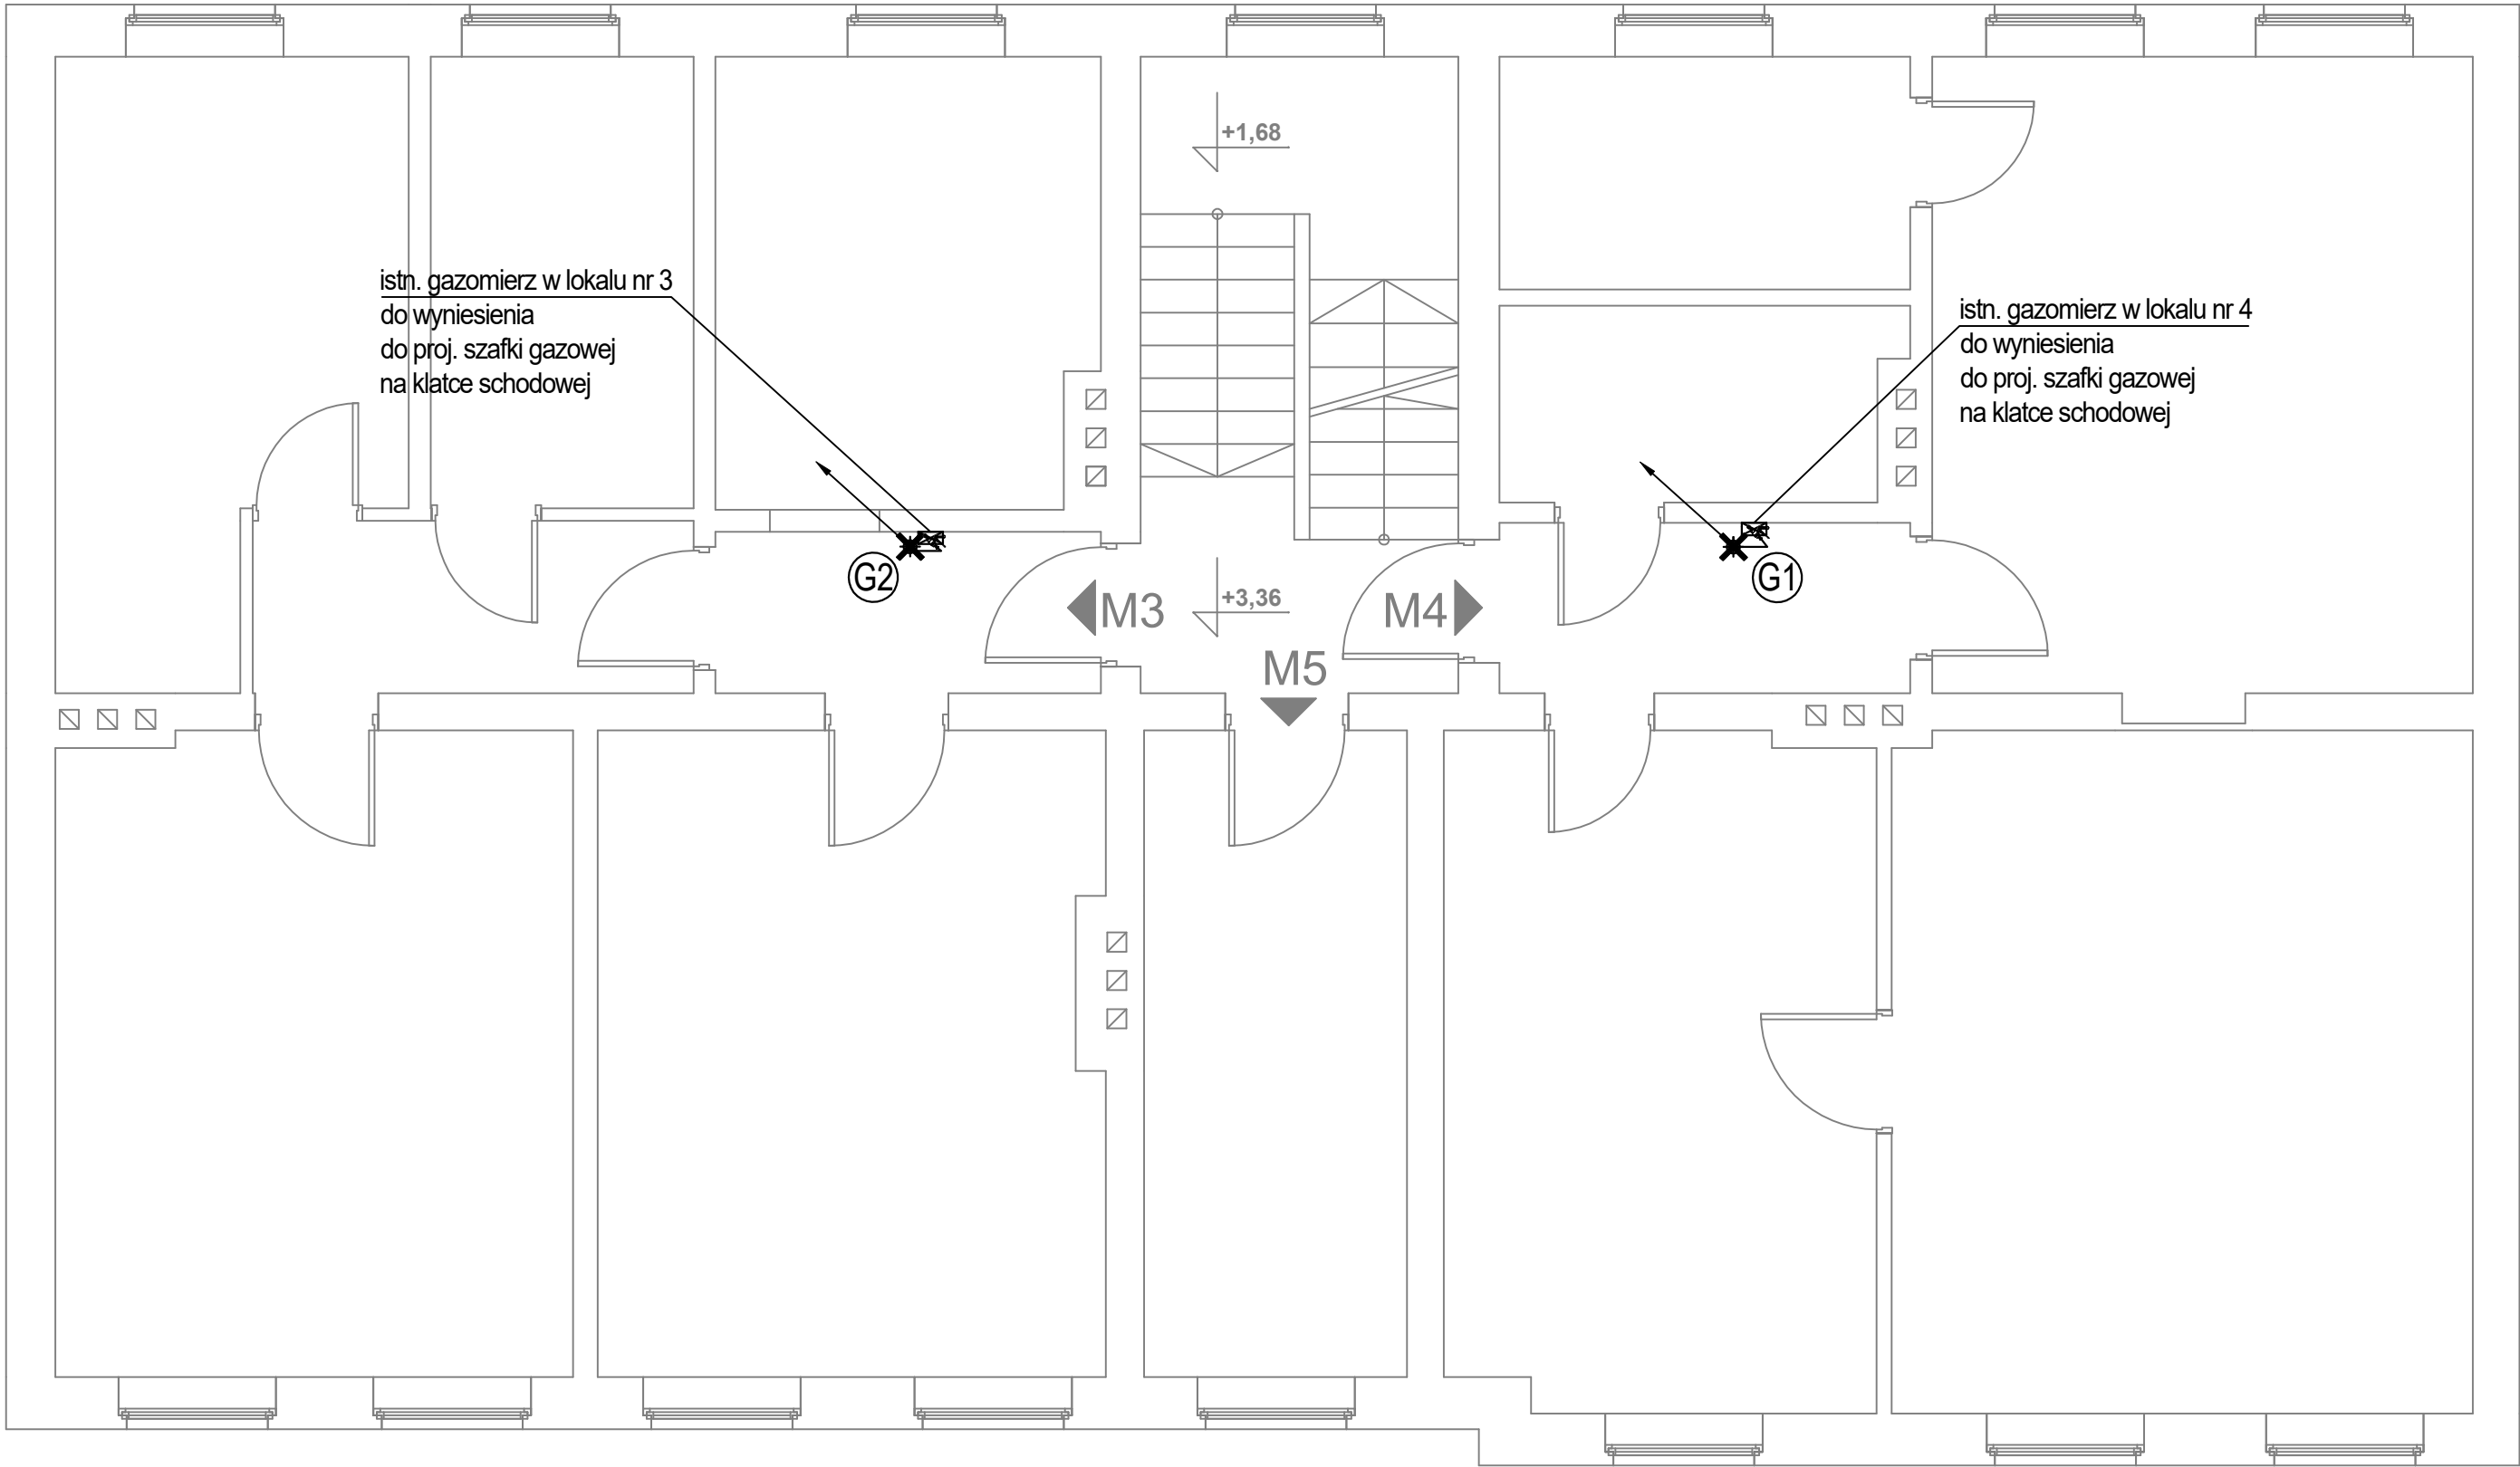 +1,68
istn. gazomierz w lokalu nr 3
do wyniesienia
do proj. szafki gazowej
na klatce schodowej
istn. gazomierz w lokalu nr 4
do wyniesienia
do proj. szafki gazowej
na klatce schodowej
G2
M3
+3,36
M4
G1
M5